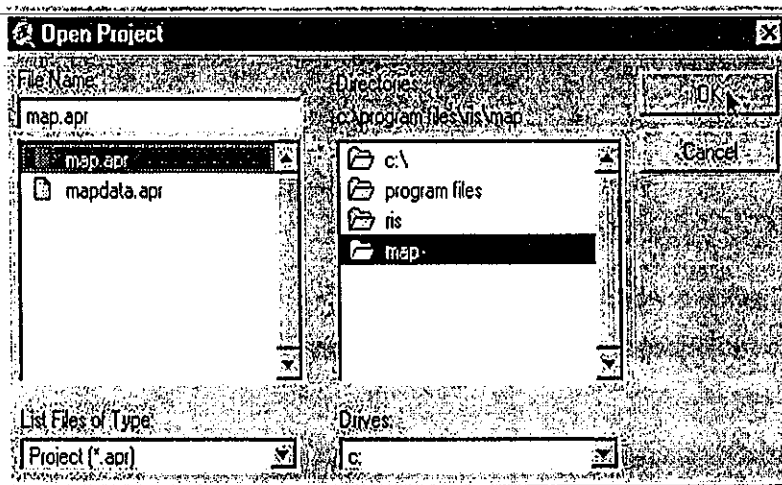 Open Project
File Name:
map.apr
map.apr
mapdata.apr
List Files of Type:
Project (*.apr)
Directories:
c:\program files\ris\map
c:\
program files
ris
map
Drives:
c:
OK
Cancel